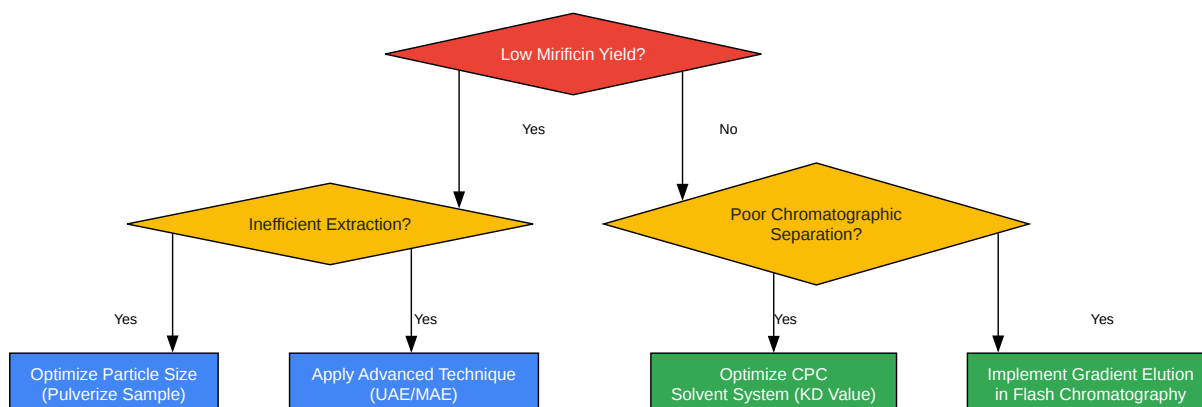 Low Mirificin Yield?
Yes
No
Inefficient Extraction?
Poor Chromatographic
Separation?
Yes
Yes
Yes
Yes
Optimize Particle Size
(Pulverize Sample)
Apply Advanced Technique
(UAE/MAE)
Optimize CPC
Solvent System (KD Value)
Implement Gradient Elution
in Flash Chromatography